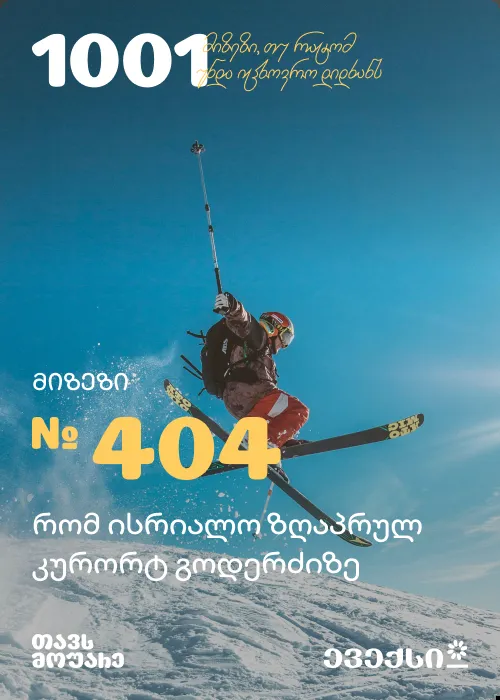 1001 მიზეზი, თუ რატომ
უნდა იცხოვრო დიდხანს
მიზეზი
№ 404
რომ ისრიალო ზღაპრულ
კურორტ გოდერძიზე
თავს
მოუარე
ევექსი